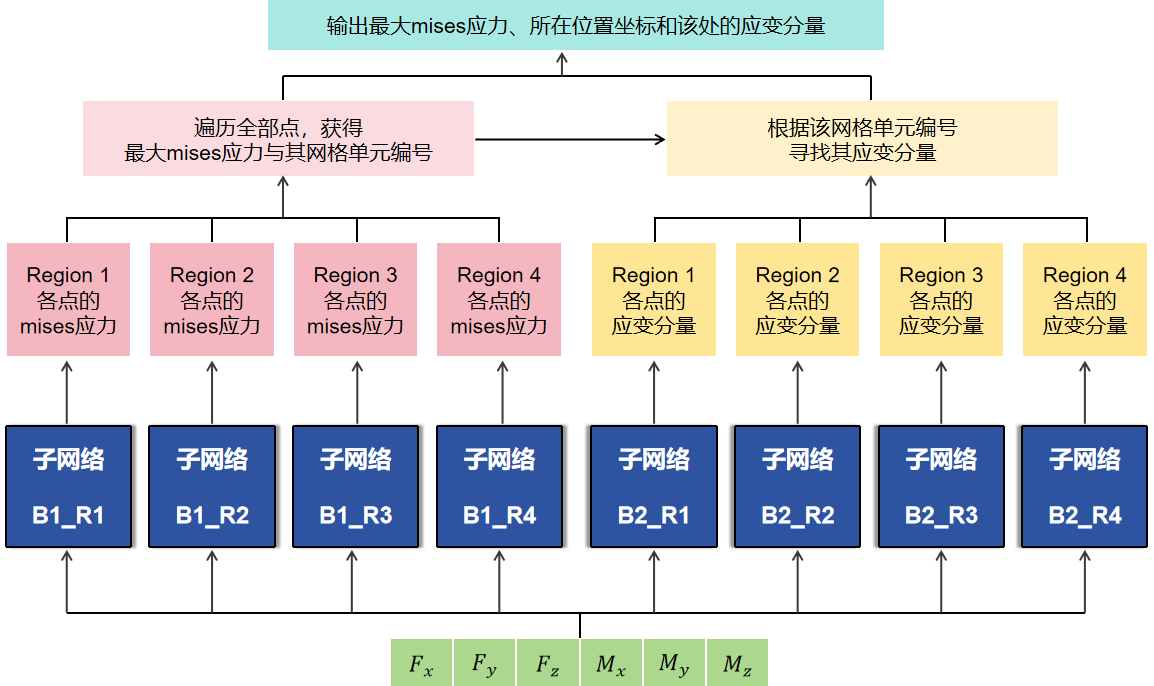 输出最大mises应力、所在位置坐标和该处的应变分量
遍历全部点，获得
最大mises应力与其网格单元编号
根据该网格单元编号
寻找其应变分量
Region 1
各点的
mises应力
Region 2
各点的
mises应力
Region 3
各点的
mises应力
Region 4
各点的
mises应力
Region 1
各点的
应变分量
Region 2
各点的
应变分量
Region 3
各点的
应变分量
Region 4
各点的
应变分量
子网络
B1_R1
子网络
B1_R2
子网络
B1_R3
子网络
B1_R4
子网络
B2_R1
子网络
B2_R2
子网络
B2_R3
子网络
B2_R4
F_x
F_y
F_z
M_x
M_y
M_z